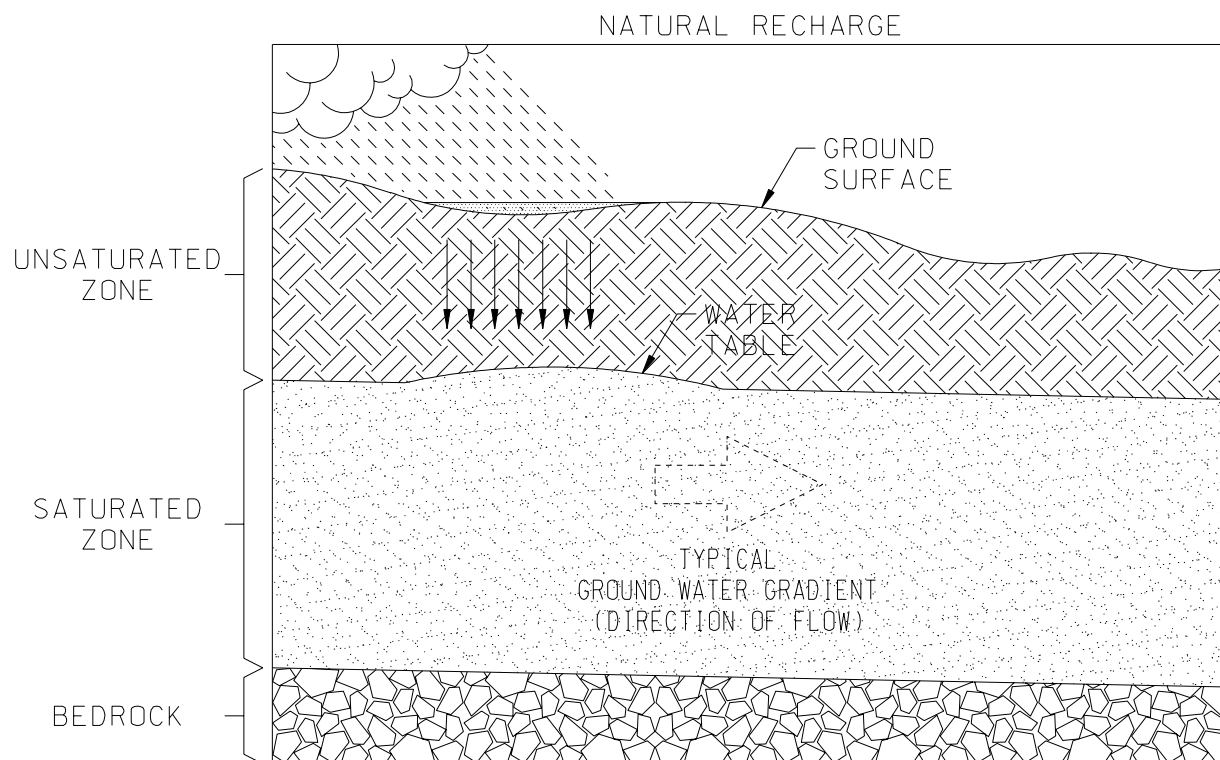 NATURAL RECHARGE
GROUND
SURFACE
UNSATURATED
ZONE
WATER
TABLE
SATURATED
ZONE
TYPICAL
GROUND WATER GRADIENT
(DIRECTION OF FLOW)
BEDROCK